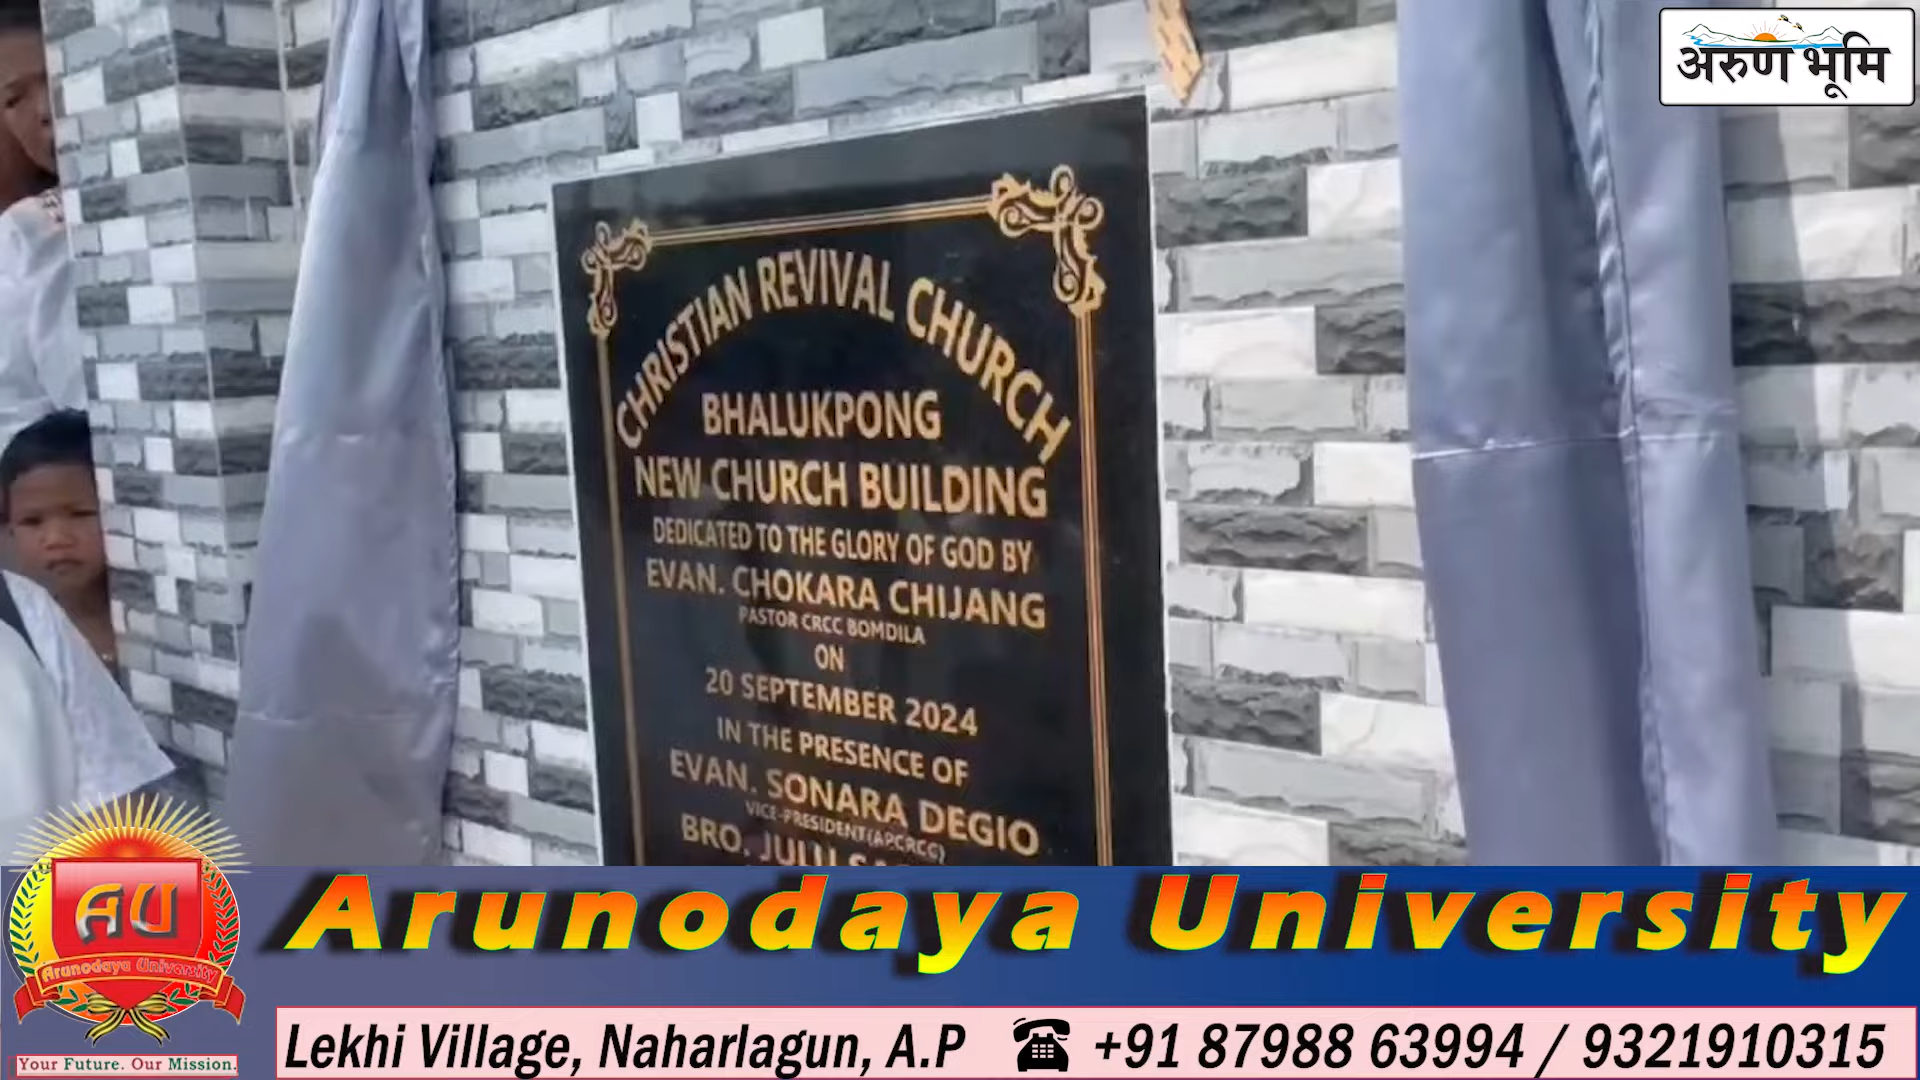 अरुण भूमि
CHRISTIAN REVIVAL CHURCH
BHALUKPONG
NEW CHURCH BUILDING
DEDICATED TO THE GLORY OF GOD BY
EVAN. CHOKARA CHIJANG
PASTOR CRCC BOMDILA
ON
20 SEPTEMBER 2024
IN THE PRESENCE OF
EVAN. SONARA DEGIO
VICE-PRESIDENT(APCRCC)
BRO. JULU
AU
Arunodaya University
Your Future. Our Mission.
Arunodaya University
Lekhi Village, Naharlagun, A.P ☎ +91 87988 63994 / 9321910315